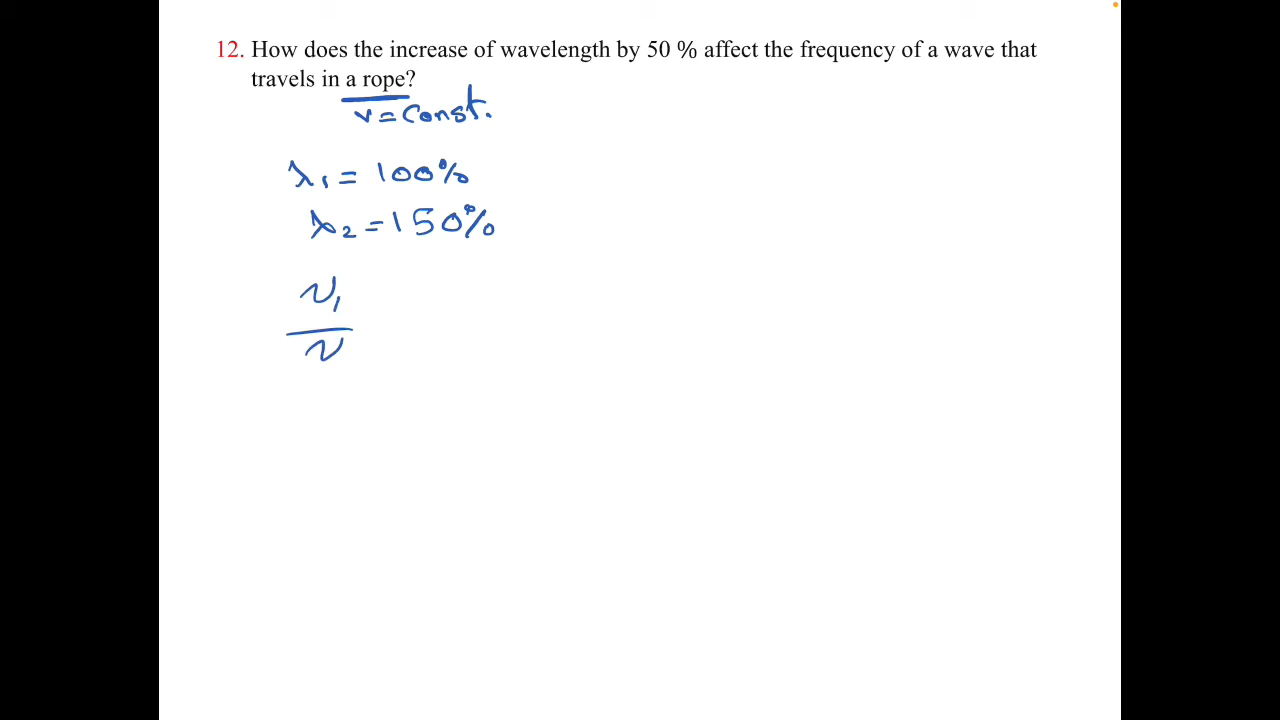 12. How does the increase of wavelength by 50 % affect the frequency of a wave that
travels in a rope?
v = const.
λ₁ = 100%
λ₂ = 150%
ν₁
ν